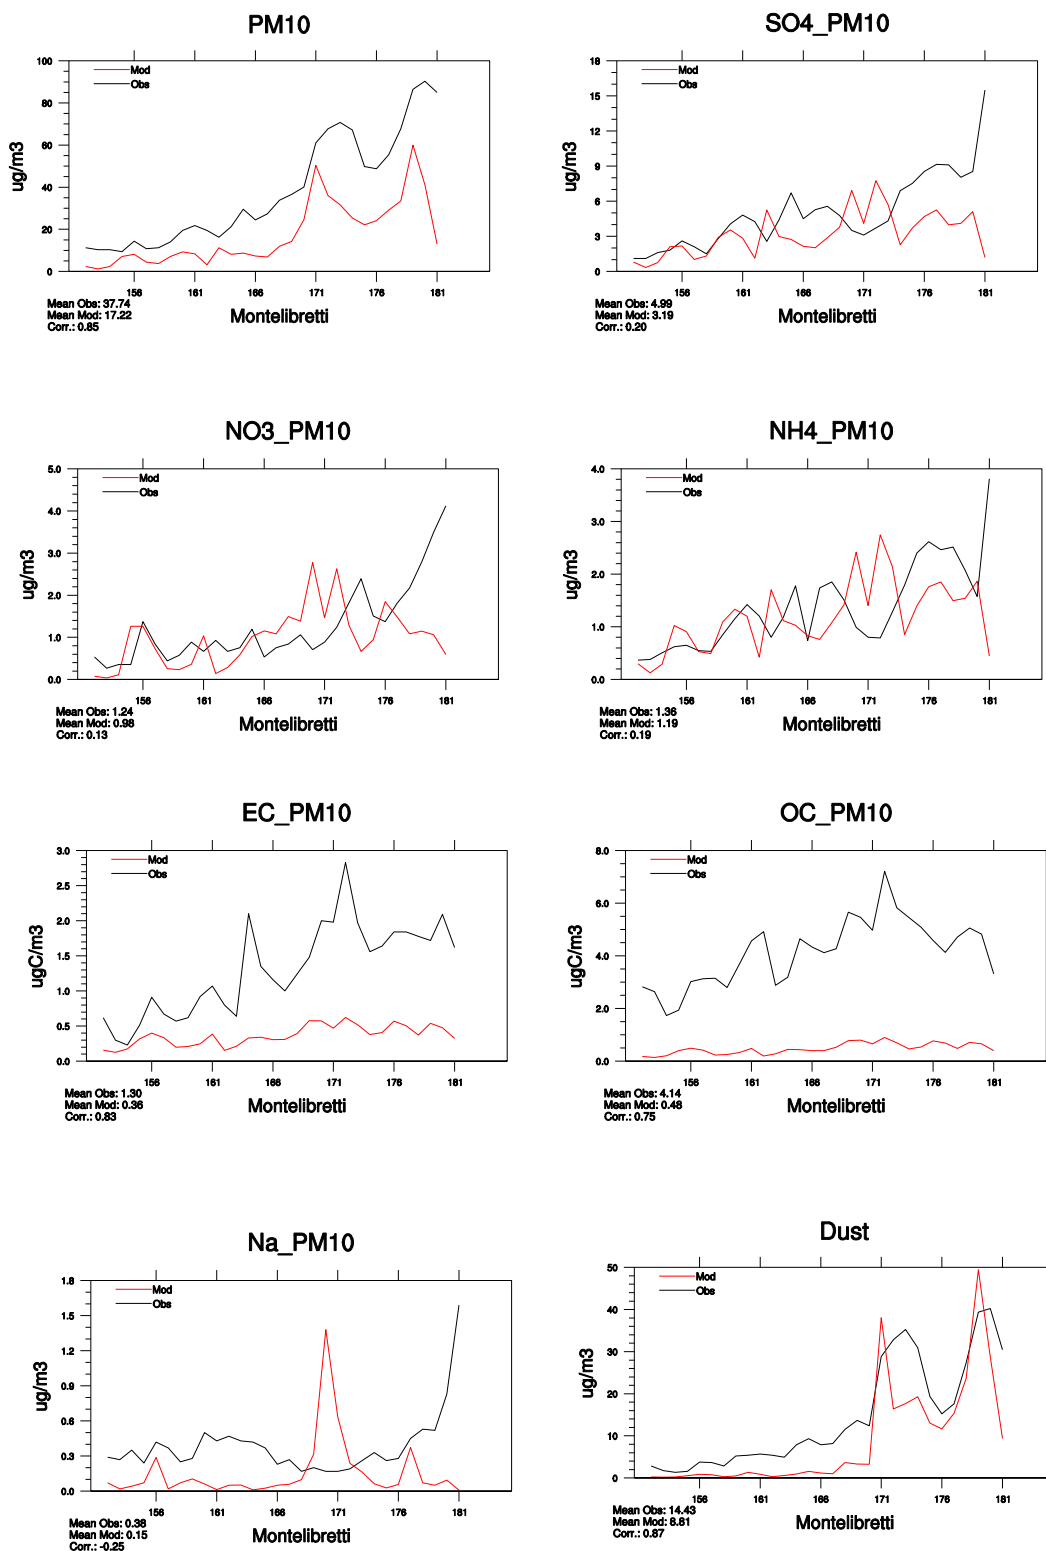 PM10
100
80
60
40
20
0
ug/m3
Mod
Obs
156 161 166 171 176 181
Mean Obs: 37.74
Mean Mod: 17.22
Corr.: 0.85
Montelibretti
SO4_PM10
18
15
12
9
6
3
0
ug/m3
Mod
Obs
156 161 166 171 176 181
Mean Obs: 4.99
Mean Mod: 3.19
Corr.: 0.20
Montelibretti
NO3_PM10
5.0
4.0
3.0
2.0
1.0
0.0
ug/m3
Mod
Obs
156 161 166 171 176 181
Mean Obs: 1.24
Mean Mod: 0.98
Corr.: 0.13
Montelibretti
NH4_PM10
4.0
3.0
2.0
1.0
0.0
ug/m3
Mod
Obs
156 161 166 171 176 181
Mean Obs: 1.36
Mean Mod: 1.19
Corr.: 0.19
Montelibretti
EC_PM10
3.0
2.5
2.0
1.5
1.0
0.5
0.0
ugC/m3
Mod
Obs
156 161 166 171 176 181
Mean Obs: 1.30
Mean Mod: 0.36
Corr.: 0.83
Montelibretti
OC_PM10
8.0
6.0
4.0
2.0
0.0
ugC/m3
Mod
Obs
156 161 166 171 176 181
Mean Obs: 4.14
Mean Mod: 0.48
Corr.: 0.75
Montelibretti
Na_PM10
1.8
1.5
1.2
0.9
0.6
0.3
0.0
ug/m3
Mod
Obs
156 161 166 171 176 181
Mean Obs: 0.38
Mean Mod: 0.15
Corr.: -0.25
Montelibretti
Dust
50
40
30
20
10
0
ug/m3
Mod
Obs
156 161 166 171 176 181
Mean Obs: 14.43
Mean Mod: 8.81
Corr.: 0.87
Montelibretti